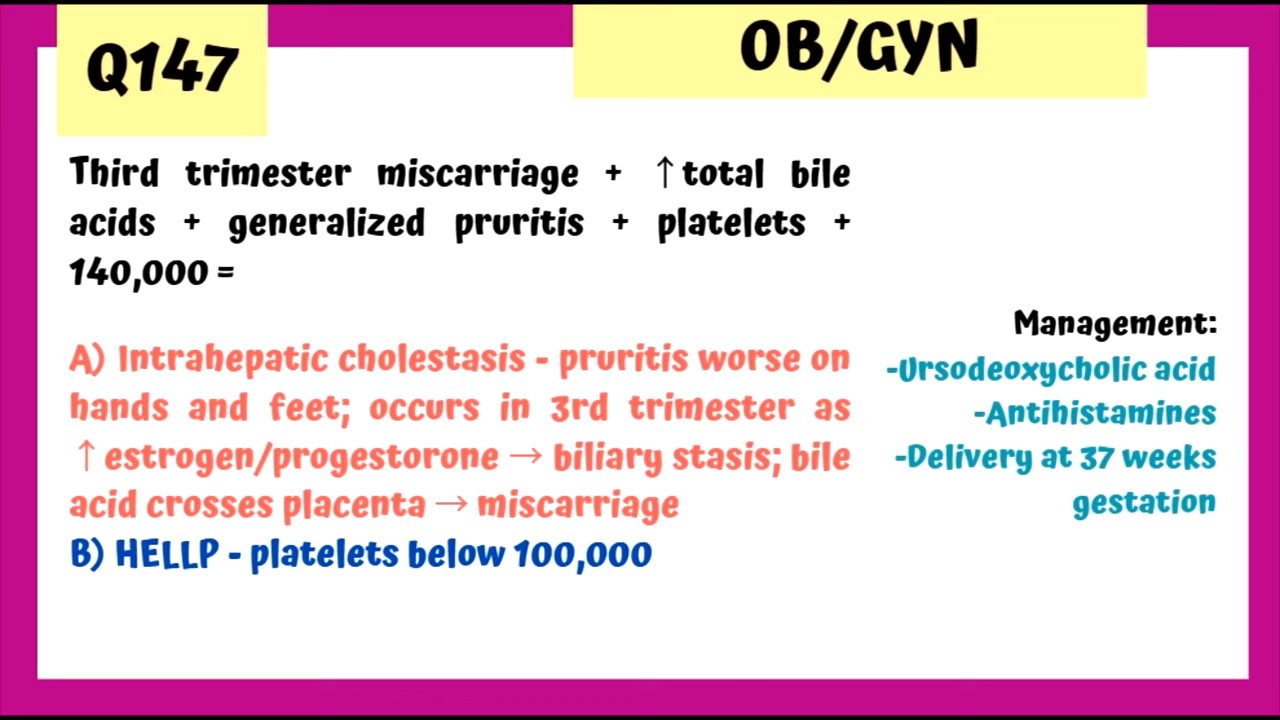 Q147
OB/GYN
Third trimester miscarriage + ↑total bile
acids + generalized pruritis + platelets +
140,000 =
A) Intrahepatic cholestasis - pruritis worse on
hands and feet; occurs in 3rd trimester as
↑estrogen/progestorone → biliary stasis; bile
acid crosses placenta → miscarriage
B) HELLP - platelets below 100,000
Management:
-Ursodeoxycholic acid
-Antihistamines
-Delivery at 37 weeks
gestation